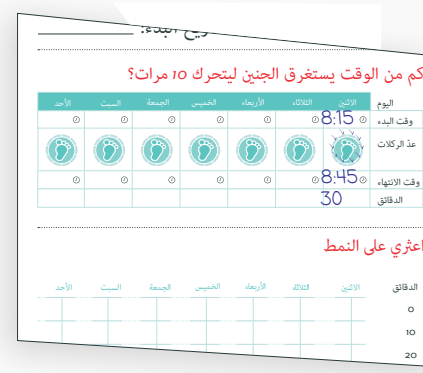 البدء:
كم من الوقت يستغرق الجنين ليتحرك 10 مرات؟
اليوم الاثنين الثلاثاء الأربعاء الخميس الجمعة السبت الأحد
وقت البدء 8:15
عدّ الركلات
وقت الانتهاء 8:45
الدقائق 30
اعثري على النمط
الدقائق الاثنين الثلاثاء الأربعاء الخميس الجمعة السبت الأحد
0
10
20